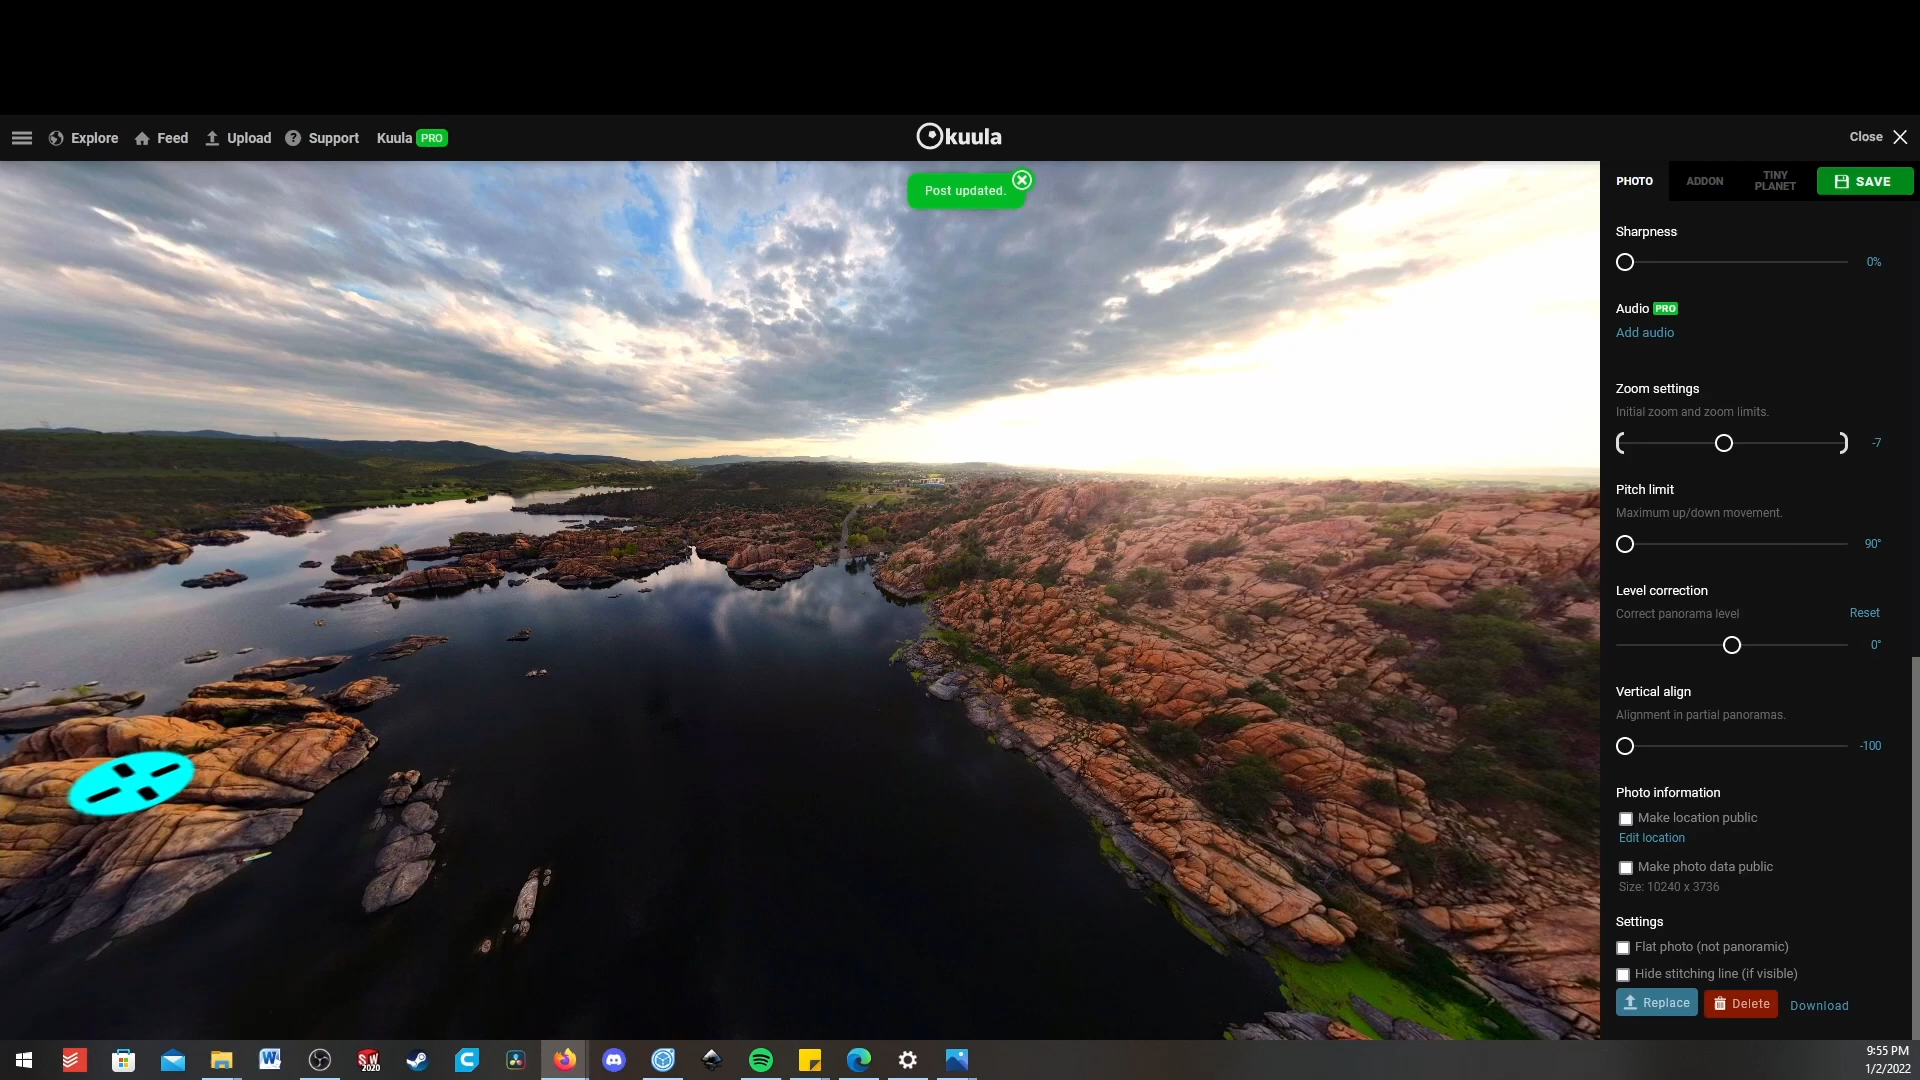 Explore
Feed
Upload
Support
Kuula PRO
kuula
Close
Post updated.
PHOTO
ADDON
TINY
PLANET
SAVE
Sharpness
0%
Audio PRO
Add audio
Zoom settings
Initial zoom and zoom limits.
-7
Pitch limit
Maximum up/down movement.
90°
Level correction
Correct panorama level
Reset
0°
Vertical align
Alignment in partial panoramas.
-100
Photo information
Make location public
Edit location
Make photo data public
Size: 10240 x 3736
Settings
Flat photo (not panoramic)
Hide stitching line (if visible)
Replace
Delete
Download
W
SW
2020
9:55 PM
1/2/2022